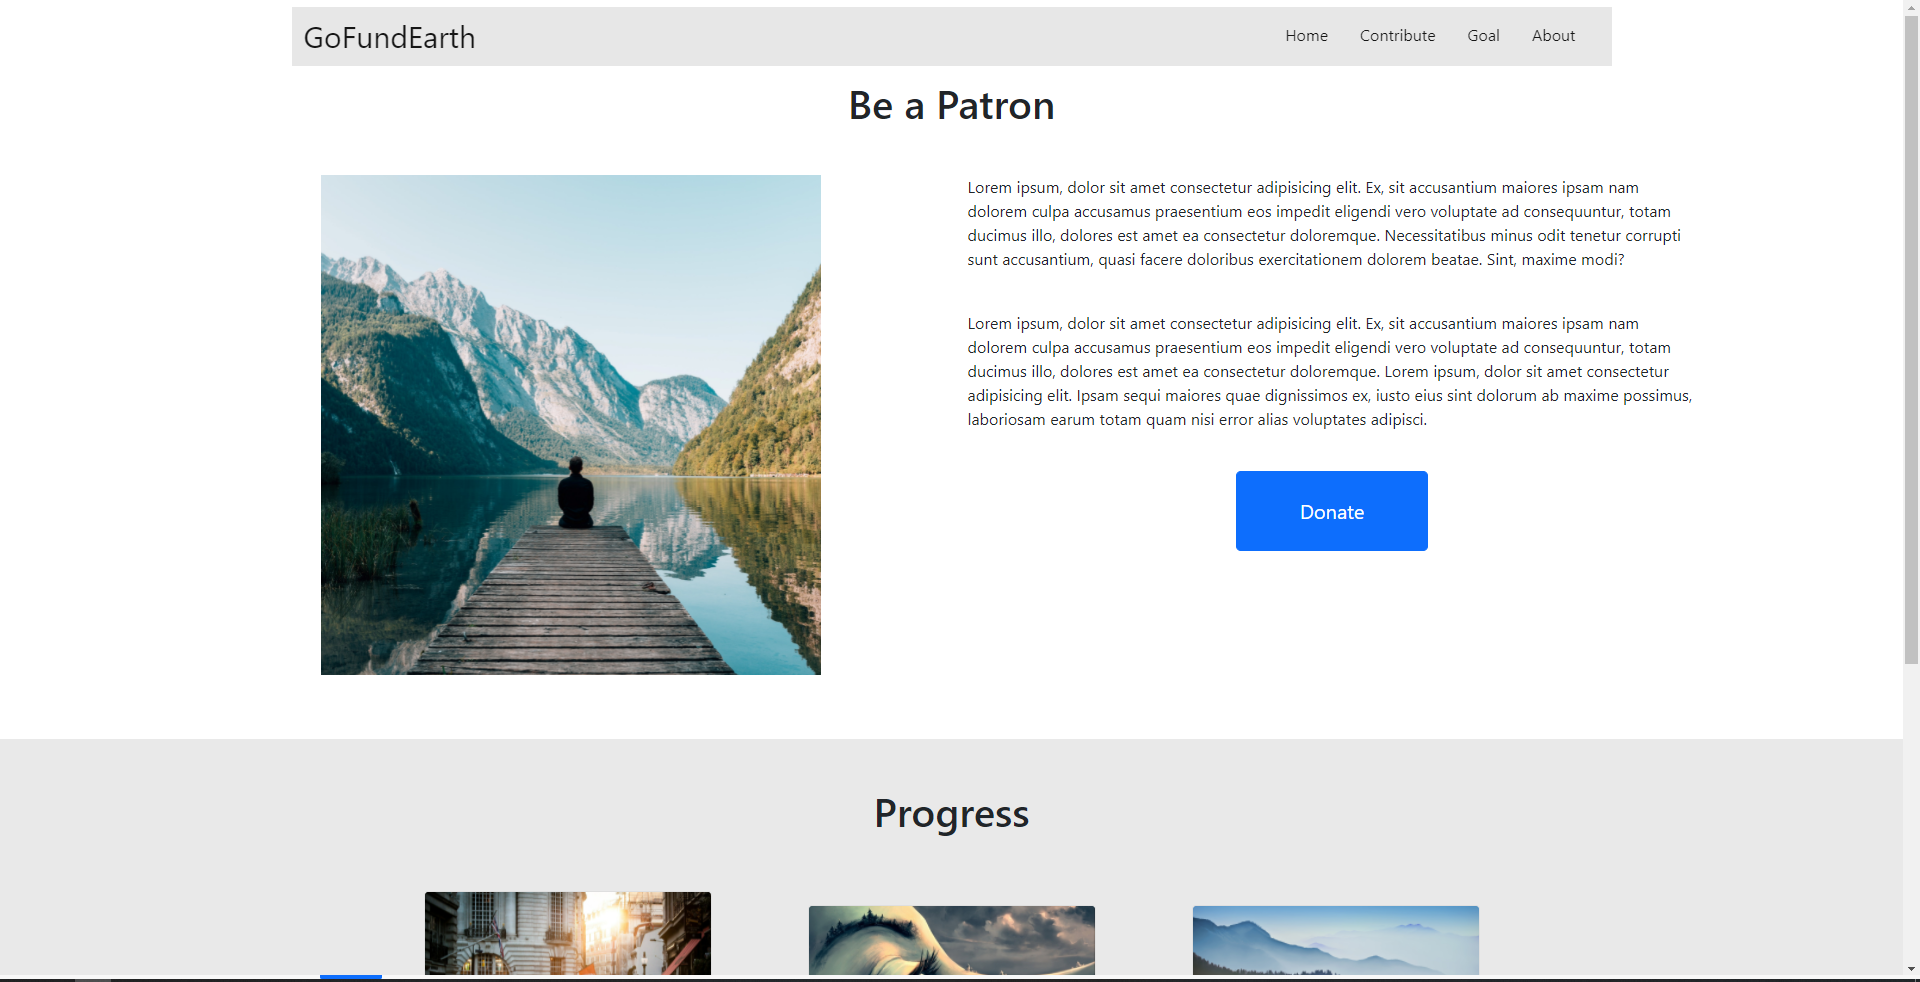 GoFundEarth
Home Contribute Goal About
Be a Patron
Lorem ipsum, dolor sit amet consectetur adipisicing elit. Ex, sit accusantium maiores ipsam nam
dolorem culpa accusamus praesentium eos impedit eligendi vero voluptate ad consequuntur, totam
ducimus illo, dolores est amet ea consectetur doloremque. Necessitatibus minus odit tenetur corrupti
sunt accusantium, quasi facere doloribus exercitationem dolorem beatae. Sint, maxime modi?
Lorem ipsum, dolor sit amet consectetur adipisicing elit. Ex, sit accusantium maiores ipsam nam
dolorem culpa accusamus praesentium eos impedit eligendi vero voluptate ad consequuntur, totam
ducimus illo, dolores est amet ea consectetur doloremque. Lorem ipsum, dolor sit amet consectetur
adipisicing elit. Ipsam sequi maiores quae dignissimos ex, iusto eius sint dolorum ab maxime possimus,
laboriosam earum totam quam nisi error alias voluptates adipisci.
Donate
Progress